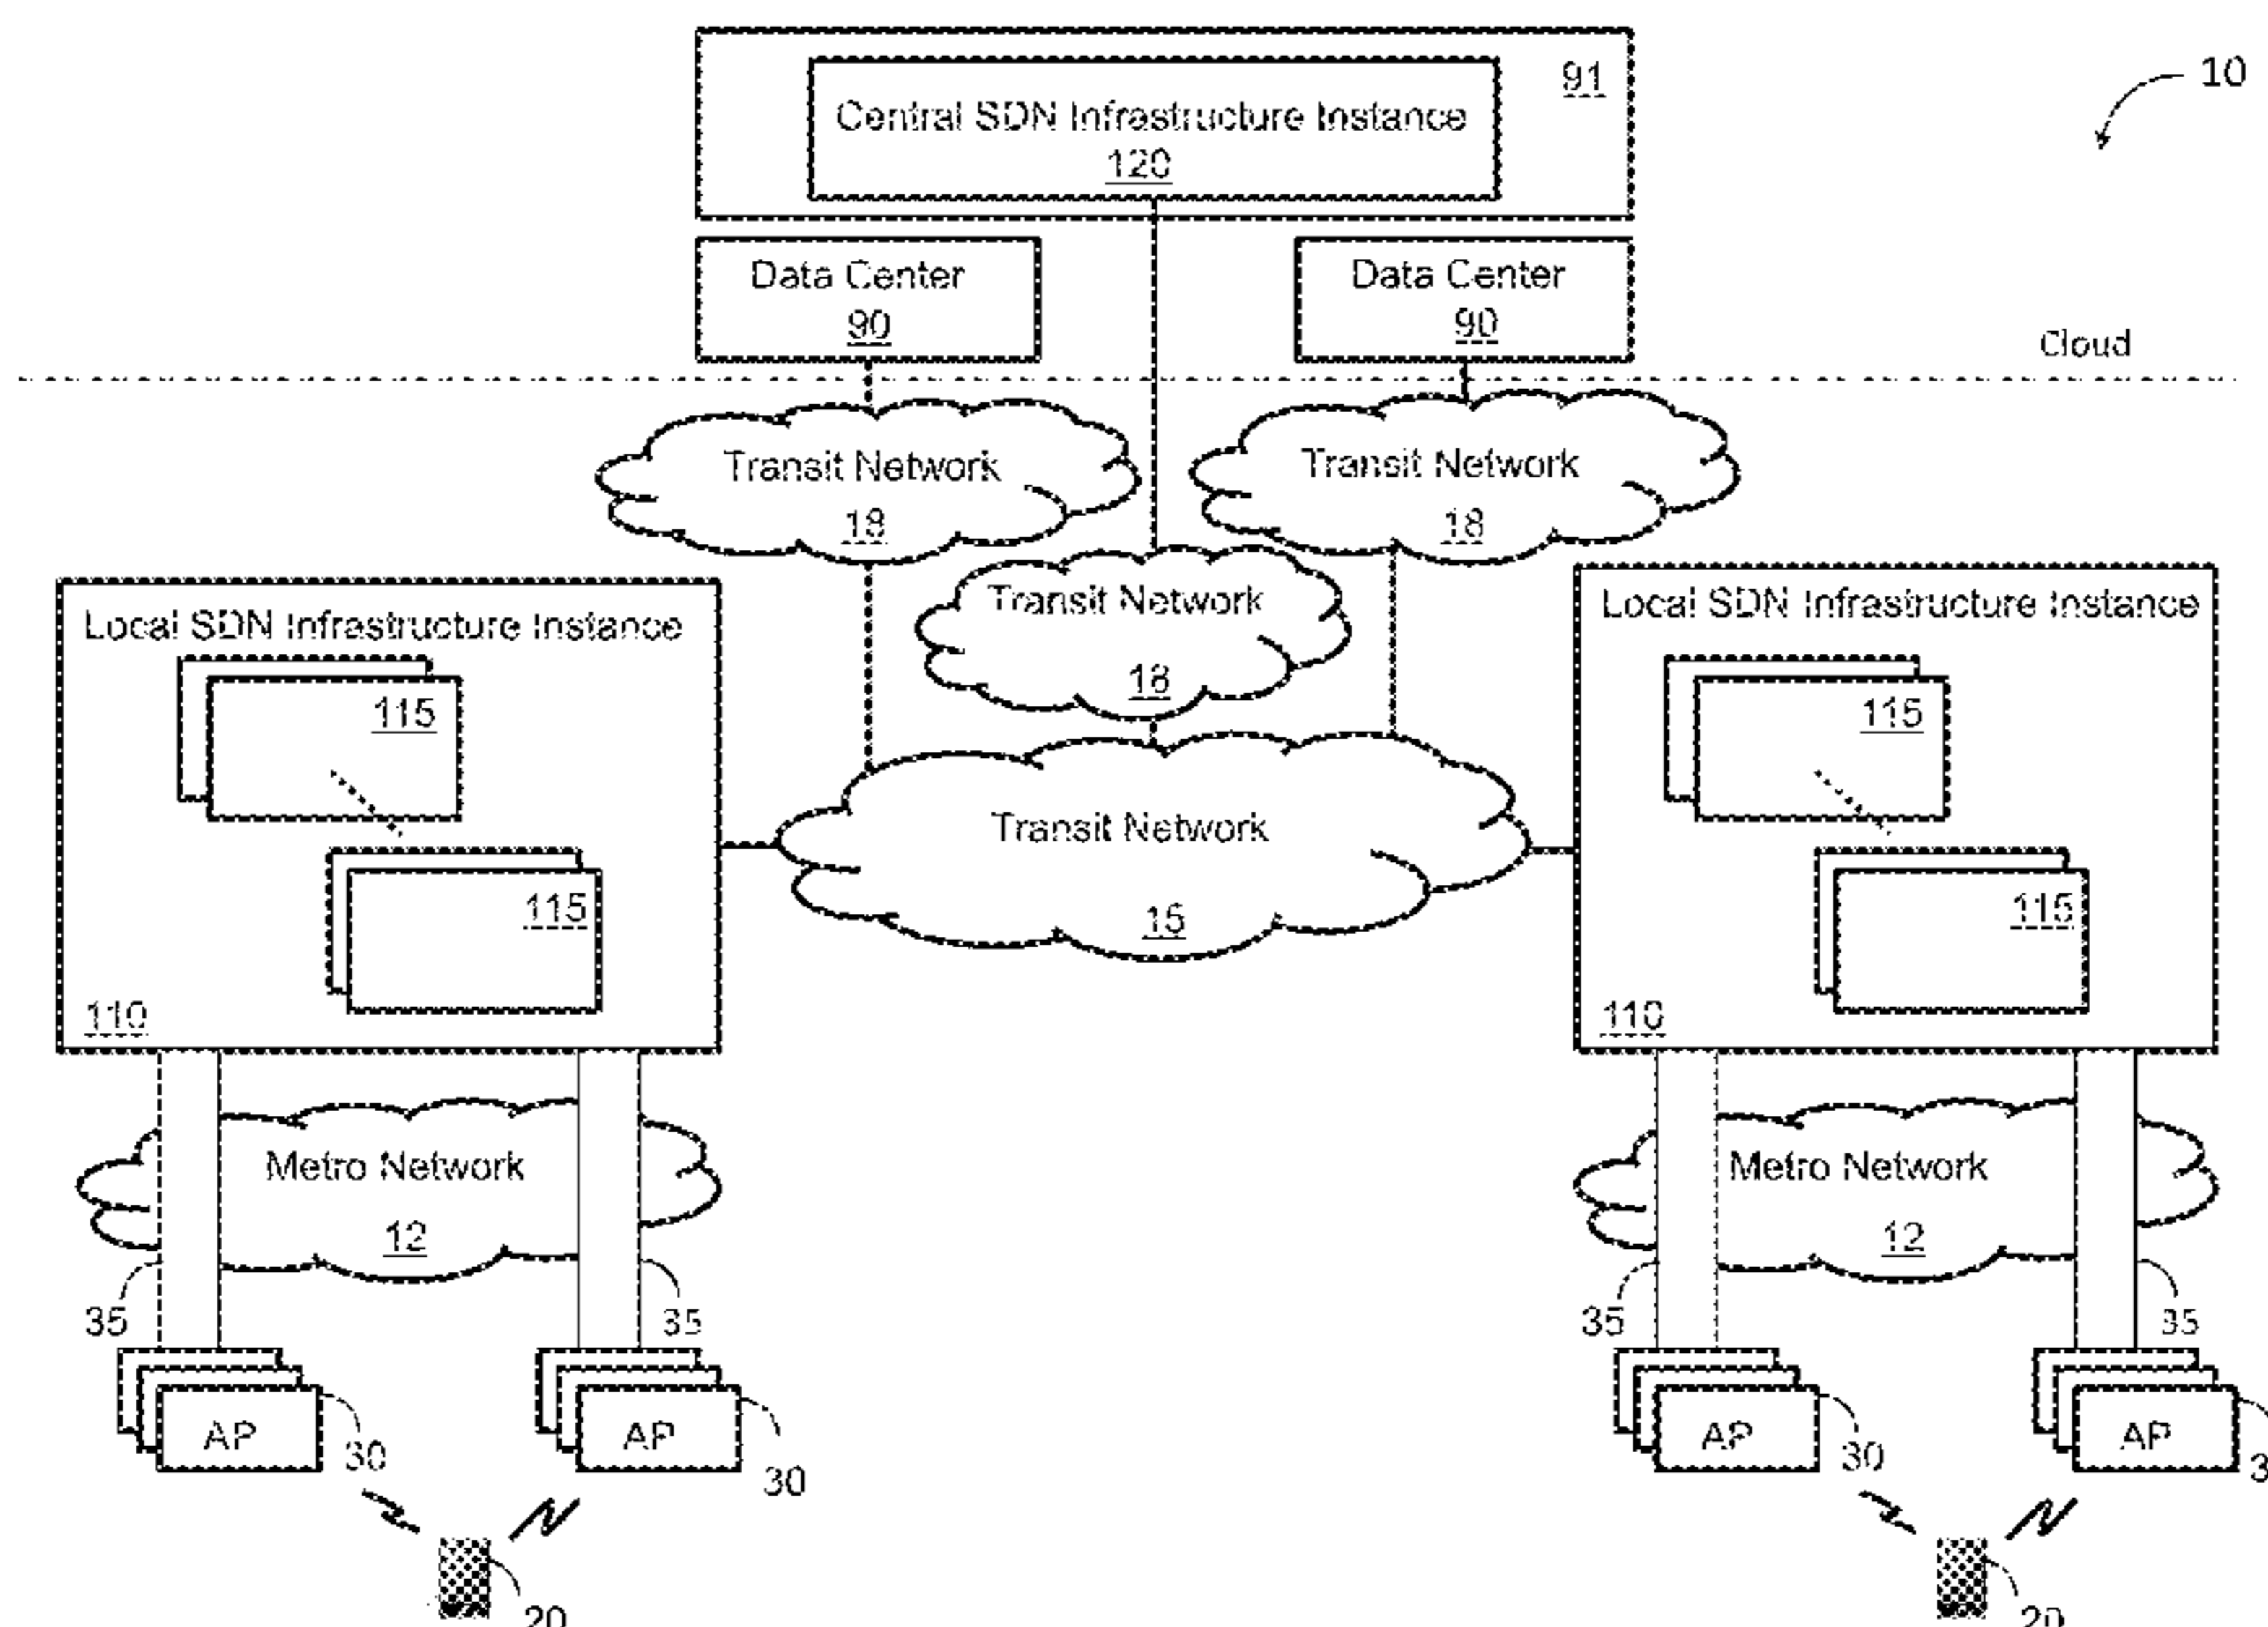 91
10
Central SDN Infrastructure Instance
120
Data Center
90
Data Center
90
Cloud
Transit Network
18
Transit Network
18
Transit Network
18
Local SDN Infrastructure Instance
115
115
110
Transit Network
15
Local SDN Infrastructure Instance
115
115
110
Metro Network
12
35
35
Metro Network
12
35
35
AP
30
AP
30
AP
30
AP
20
20